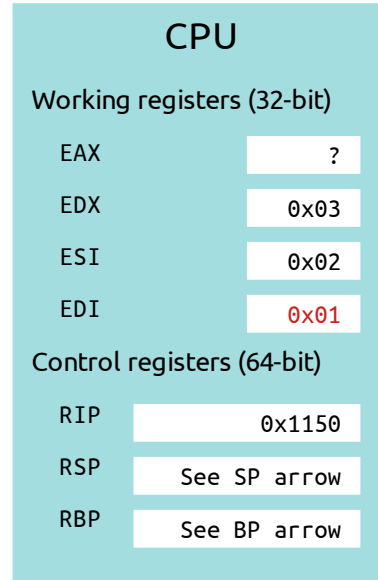 CPU
Working registers (32-bit)
EAX ?
EDX 0x03
ESI 0x02
EDI 0x01
Control registers (64-bit)
RIP 0x1150
RSP See SP arrow
RBP See BP arrow